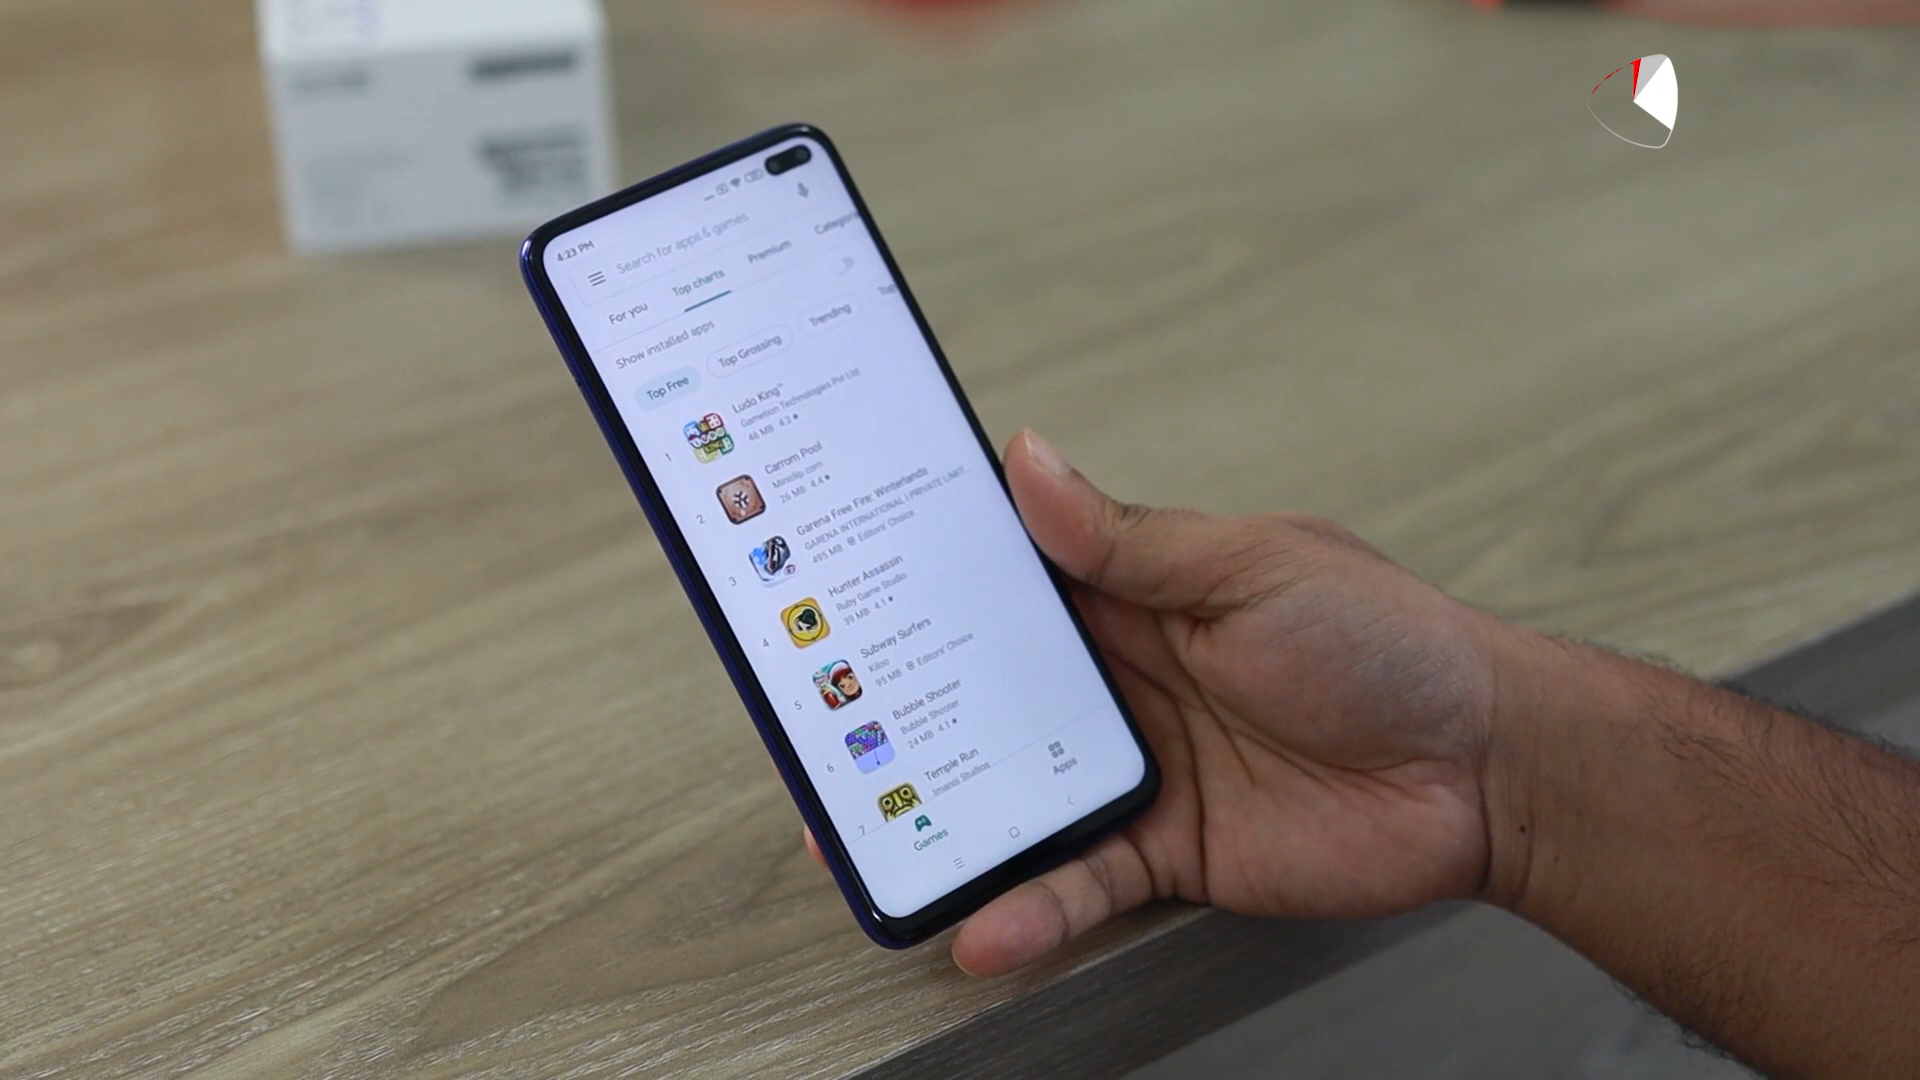 4:23 PM
Search for apps & games
For you
Top charts
Premium
Categorie
Show installed apps
Top Free
Top Grossing
Trending
1
Ludo King™
Gametion Technologies Pvt Ltd
46 MB 4.2
2
Carrom Pool
Miniclip.com
26 MB 4.4
3
Garena Free Fire: Winterlands
GARENA INTERNATIONAL I PRIVATE LIMIT...
495 MB Editors' Choice
4
Hunter Assassin
Ruby Game Studio
39 MB 4.1
5
Subway Surfers
Kiloo
95 MB Editors' Choice
6
Bubble Shooter
Bubble Shooter
24 MB 4.1
7
Temple Run
Imangi Studios
Games
Apps